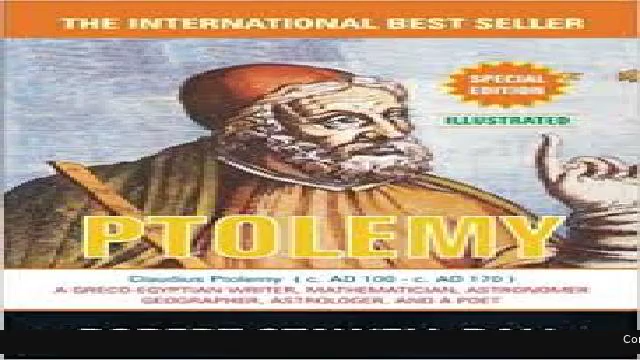 THE INTERNATIONAL BEST SELLER
SPECIAL
EDITION
ILLUSTRATED
PTOLEMY
Claudius Ptolemy ( c. AD 100 - c. AD 170 )
A GRECO-EGYPTIAN WRITER, MATHEMATICIAN, ASTRONOMER
GEOGRAPHER, ASTROLOGER, AND A POET